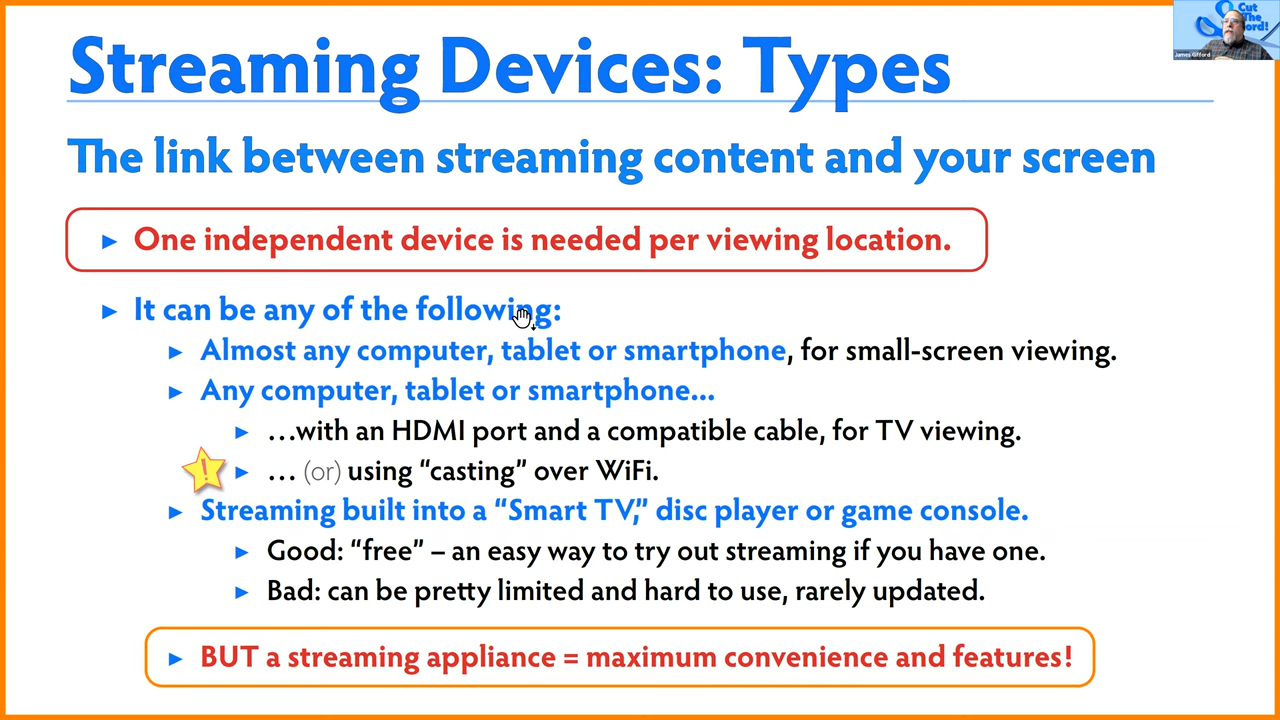 Cut
The
ord!
James Gifford
Streaming Devices: Types
The link between streaming content and your screen
► One independent device is needed per viewing location.
► It can be any of the following:
► Almost any computer, tablet or smartphone, for small-screen viewing.
► Any computer, tablet or smartphone...
► …with an HDMI port and a compatible cable, for TV viewing.
! ► … (or) using “casting” over WiFi.
► Streaming built into a “Smart TV,” disc player or game console.
► Good: “free” – an easy way to try out streaming if you have one.
► Bad: can be pretty limited and hard to use, rarely updated.
► BUT a streaming appliance = maximum convenience and features!